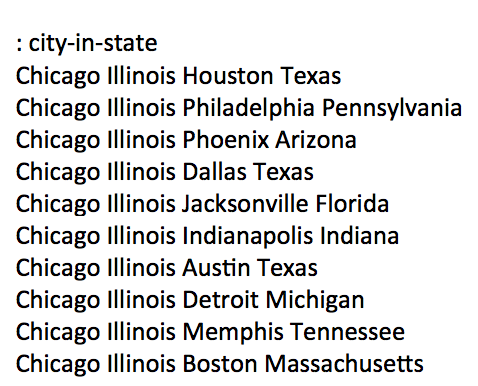 : city-in-state
Chicago Illinois Houston Texas
Chicago Illinois Philadelphia Pennsylvania
Chicago Illinois Phoenix Arizona
Chicago Illinois Dallas Texas
Chicago Illinois Jacksonville Florida
Chicago Illinois Indianapolis Indiana
Chicago Illinois Austin Texas
Chicago Illinois Detroit Michigan
Chicago Illinois Memphis Tennessee
Chicago Illinois Boston Massachusetts